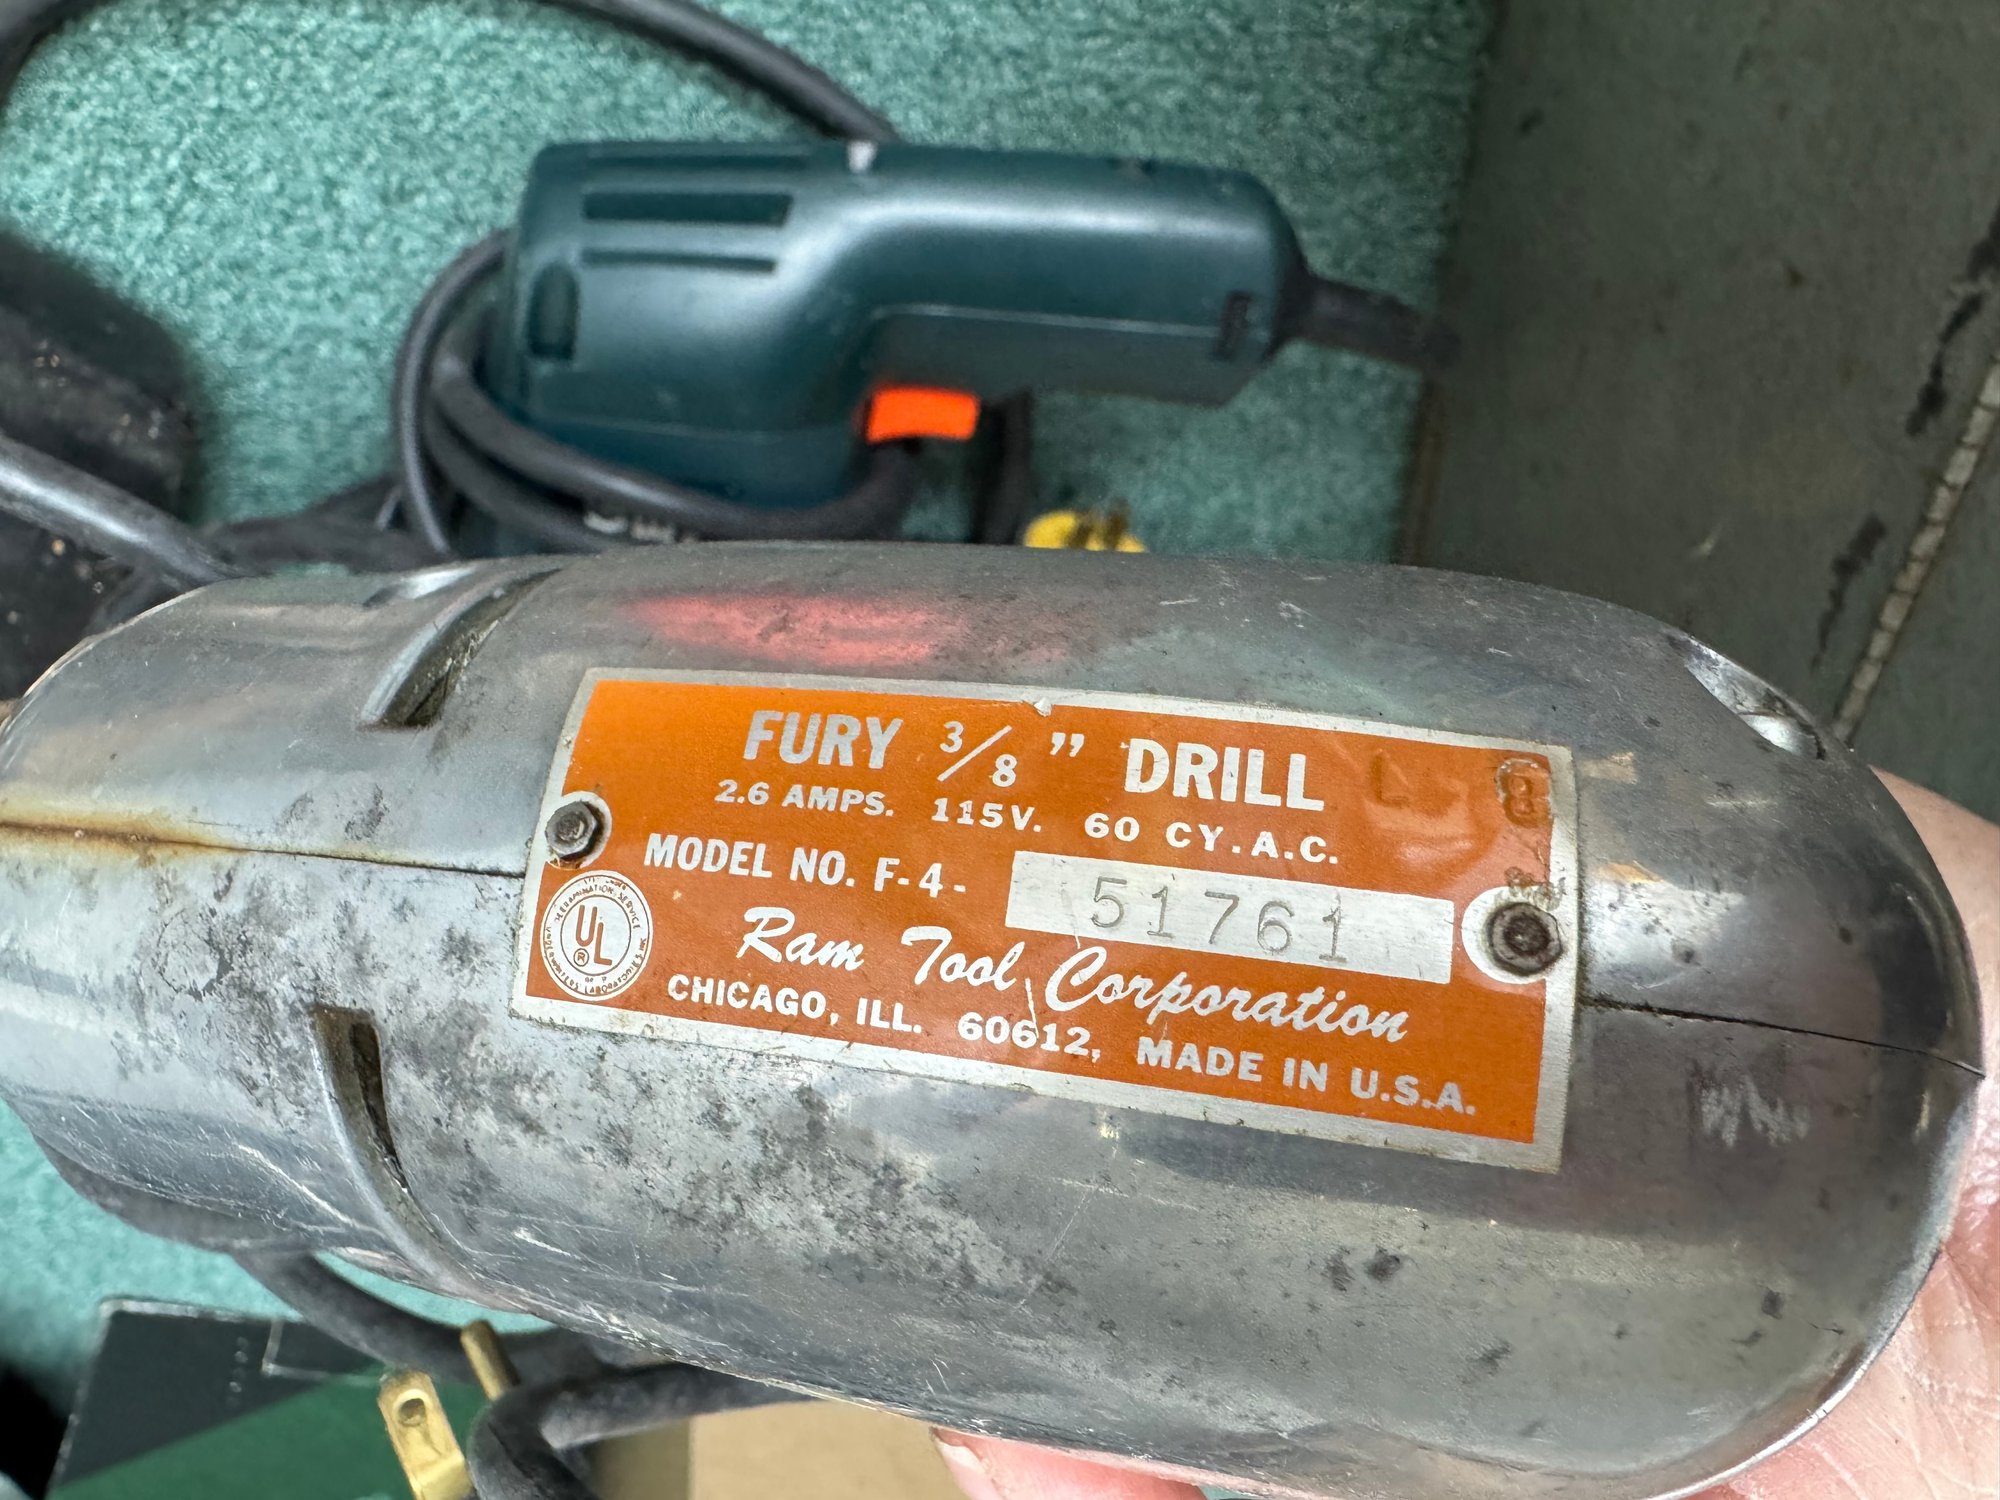 FURY 3/8 " DRILL
2.6 AMPS. 115V. 60 CY. A.C.
MODEL NO. F-4- 51761
UL
®
Ram Tool Corporation
CHICAGO, ILL. 60612, MADE IN U.S.A.